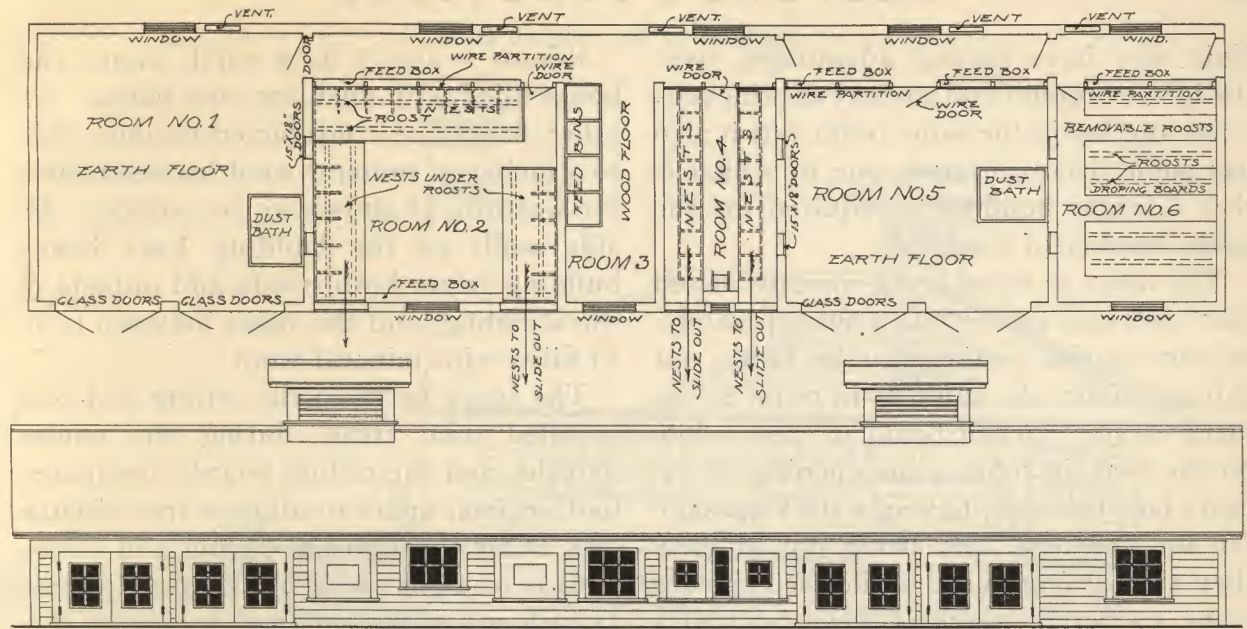 VENT.
VENT
VENT.
VENT
VENT
WINDOW
WINDOW
WINDOW
WINDOW
WIND.
DOOR
FEED BOX
WIRE PARTITION
WIRE DOOR
WIRE DOOR
FEED BOX
WIRE PARTITION
FEED BOX
WIRE DOOR
FEED BOX
WIRE PARTITION
ROOM NO.1
EARTH FLOOR
15"X18" DOORS
DUST BATH
NESTS
ROOST
NESTS UNDER ROOSTS
ROOM NO.2
FEED BOX
FEED BINS
WOOD FLOOR
ROOM 3
NESTS
ROOM NO.4
NESTS
15"X18" DOORS
ROOM NO.5
EARTH FLOOR
DUST BATH
REMOVABLE ROOSTS
ROOSTS
DROPING BOARDS
ROOM NO.6
GLASS DOORS
GLASS DOORS
WINDOW
WINDOW
GLASS DOORS
WINDOW
NESTS TO SLIDE OUT
NESTS TO SLIDE OUT
NESTS TO SLIDE OUT